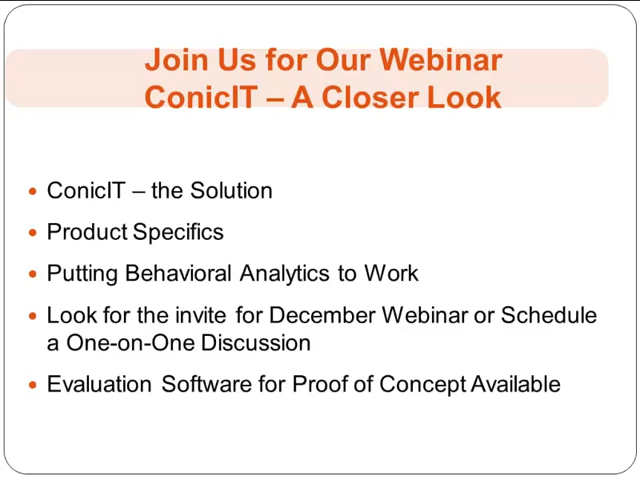 Join Us for Our Webinar
ConicIT – A Closer Look
• ConicIT – the Solution
• Product Specifics
• Putting Behavioral Analytics to Work
• Look for the invite for December Webinar or Schedule
a One-on-One Discussion
• Evaluation Software for Proof of Concept Available